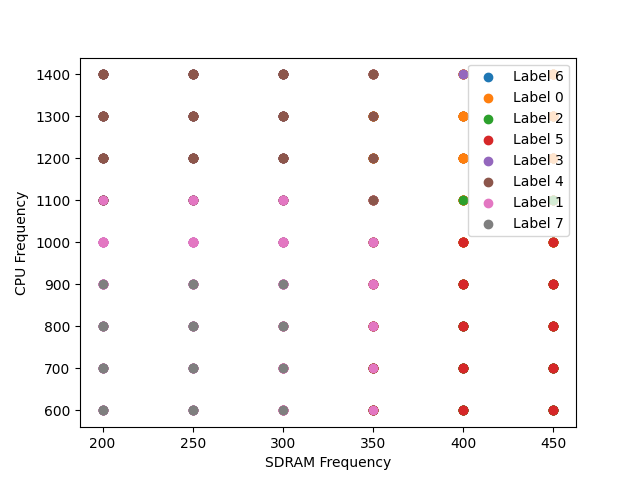 1400
1300
1200
1100
1000
900
800
700
600
CPU Frequency
200 250 300 350 400 450
SDRAM Frequency
Label 6
Label 0
Label 2
Label 5
Label 3
Label 4
Label 1
Label 7